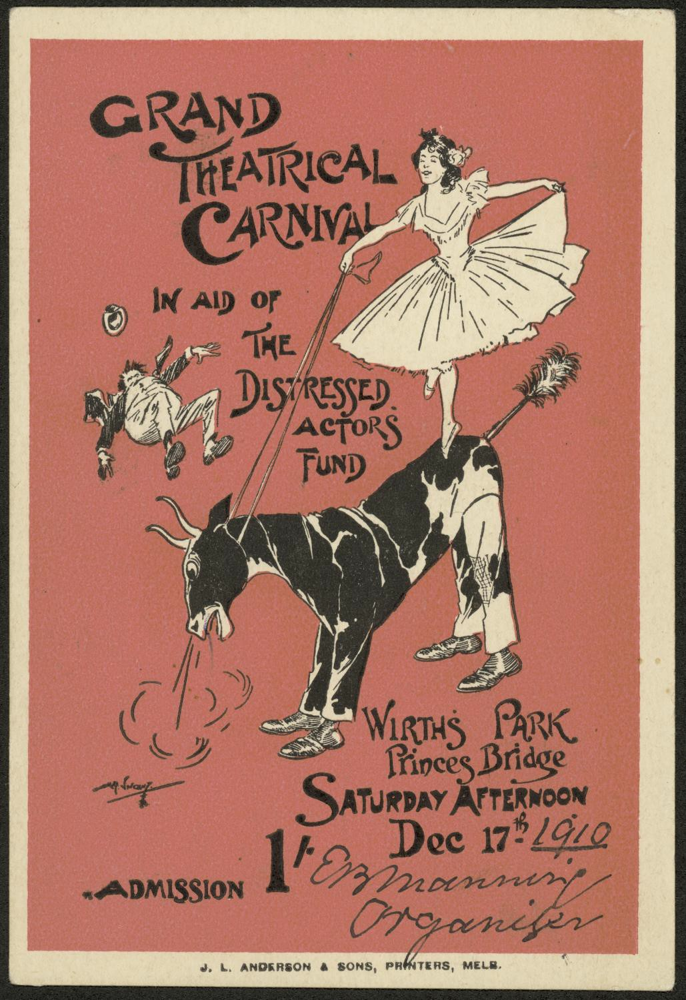 GRAND
THEATRICAL
CARNIVAL
IN AID OF
THE
DISTRESSED
ACTORS
FUND
WIRTH'S PARK
Princes Bridge
SATURDAY AFTERNOON
Dec 17th 1910
ADMISSION 1/-
EB Manning
Organiser
J. L. ANDERSON & SONS, PRINTERS, MELB.